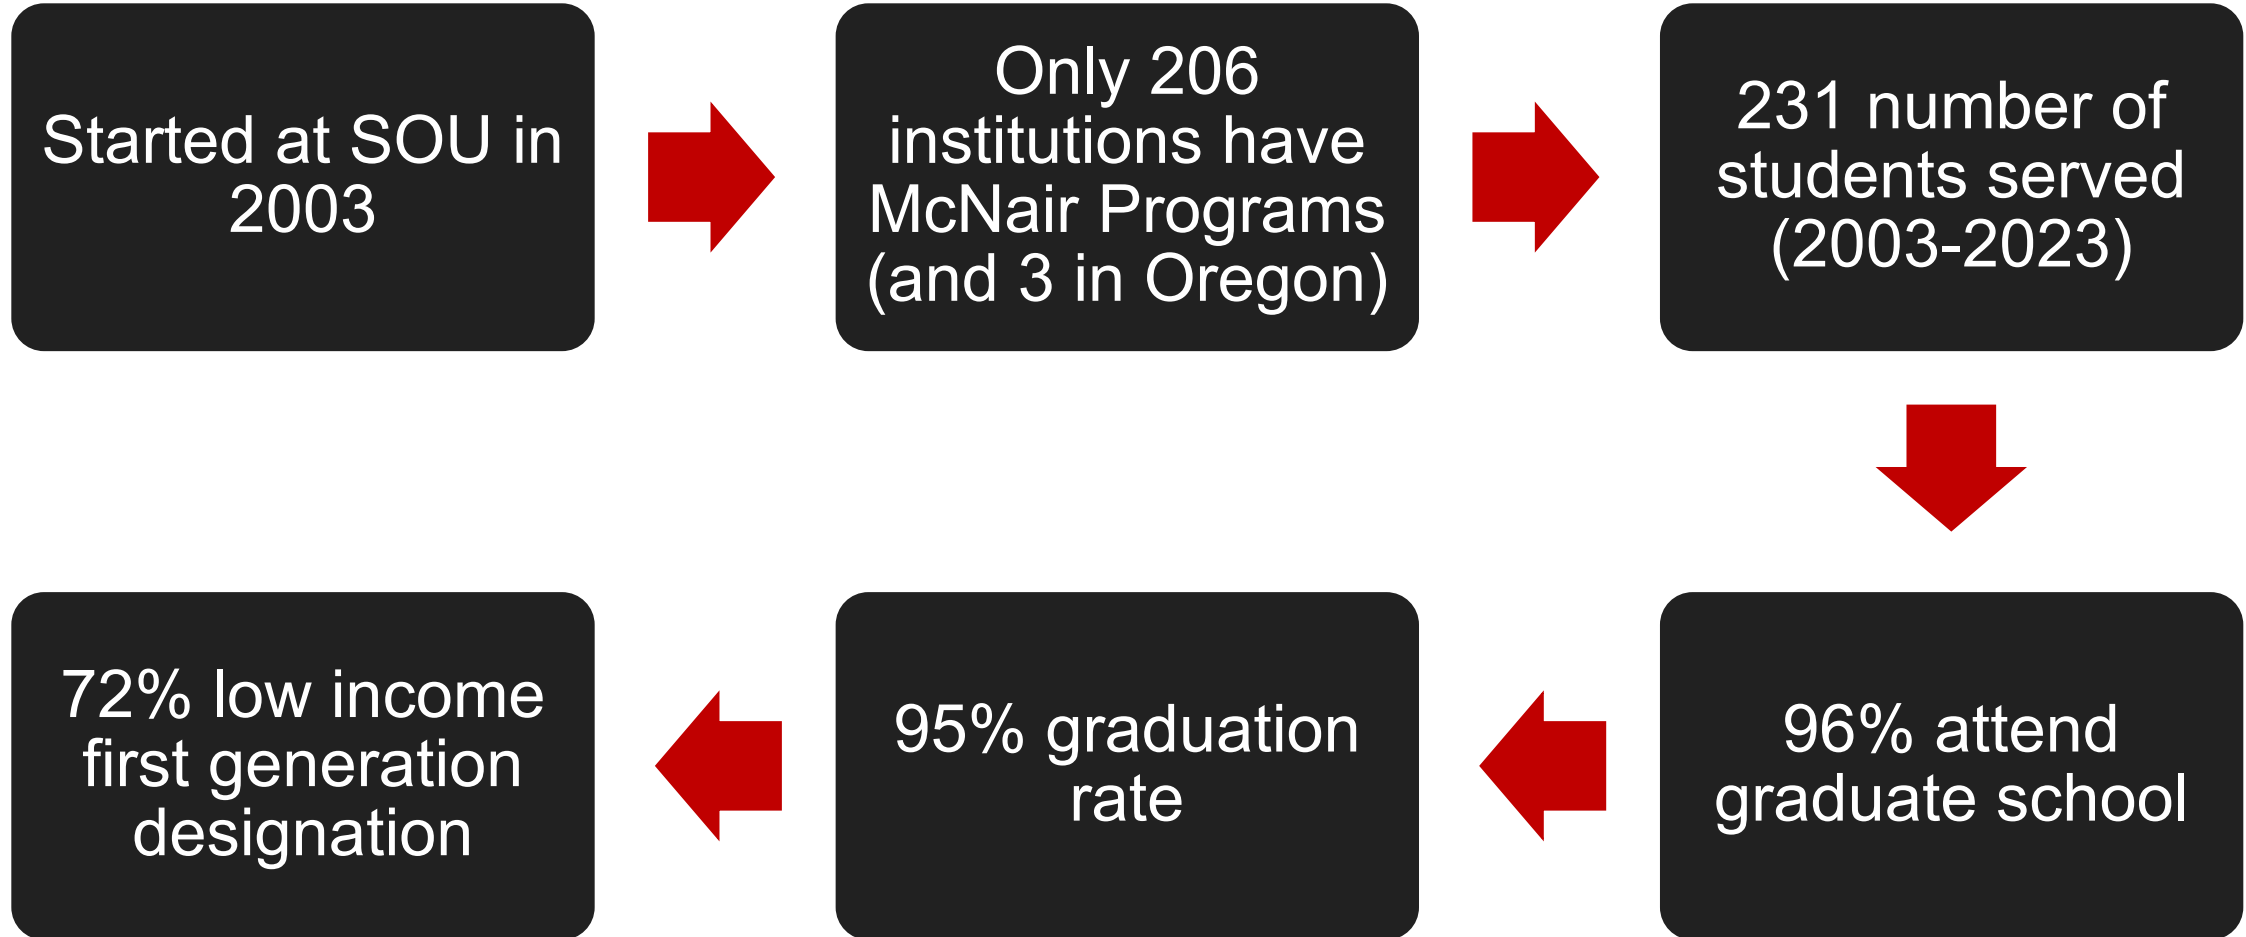 Started at SOU in
2003
Only 206
institutions have
McNair Programs
(and 3 in Oregon)
231 number of
students served
(2003-2023)
96% attend
graduate school
95% graduation
rate
72% low income
first generation
designation